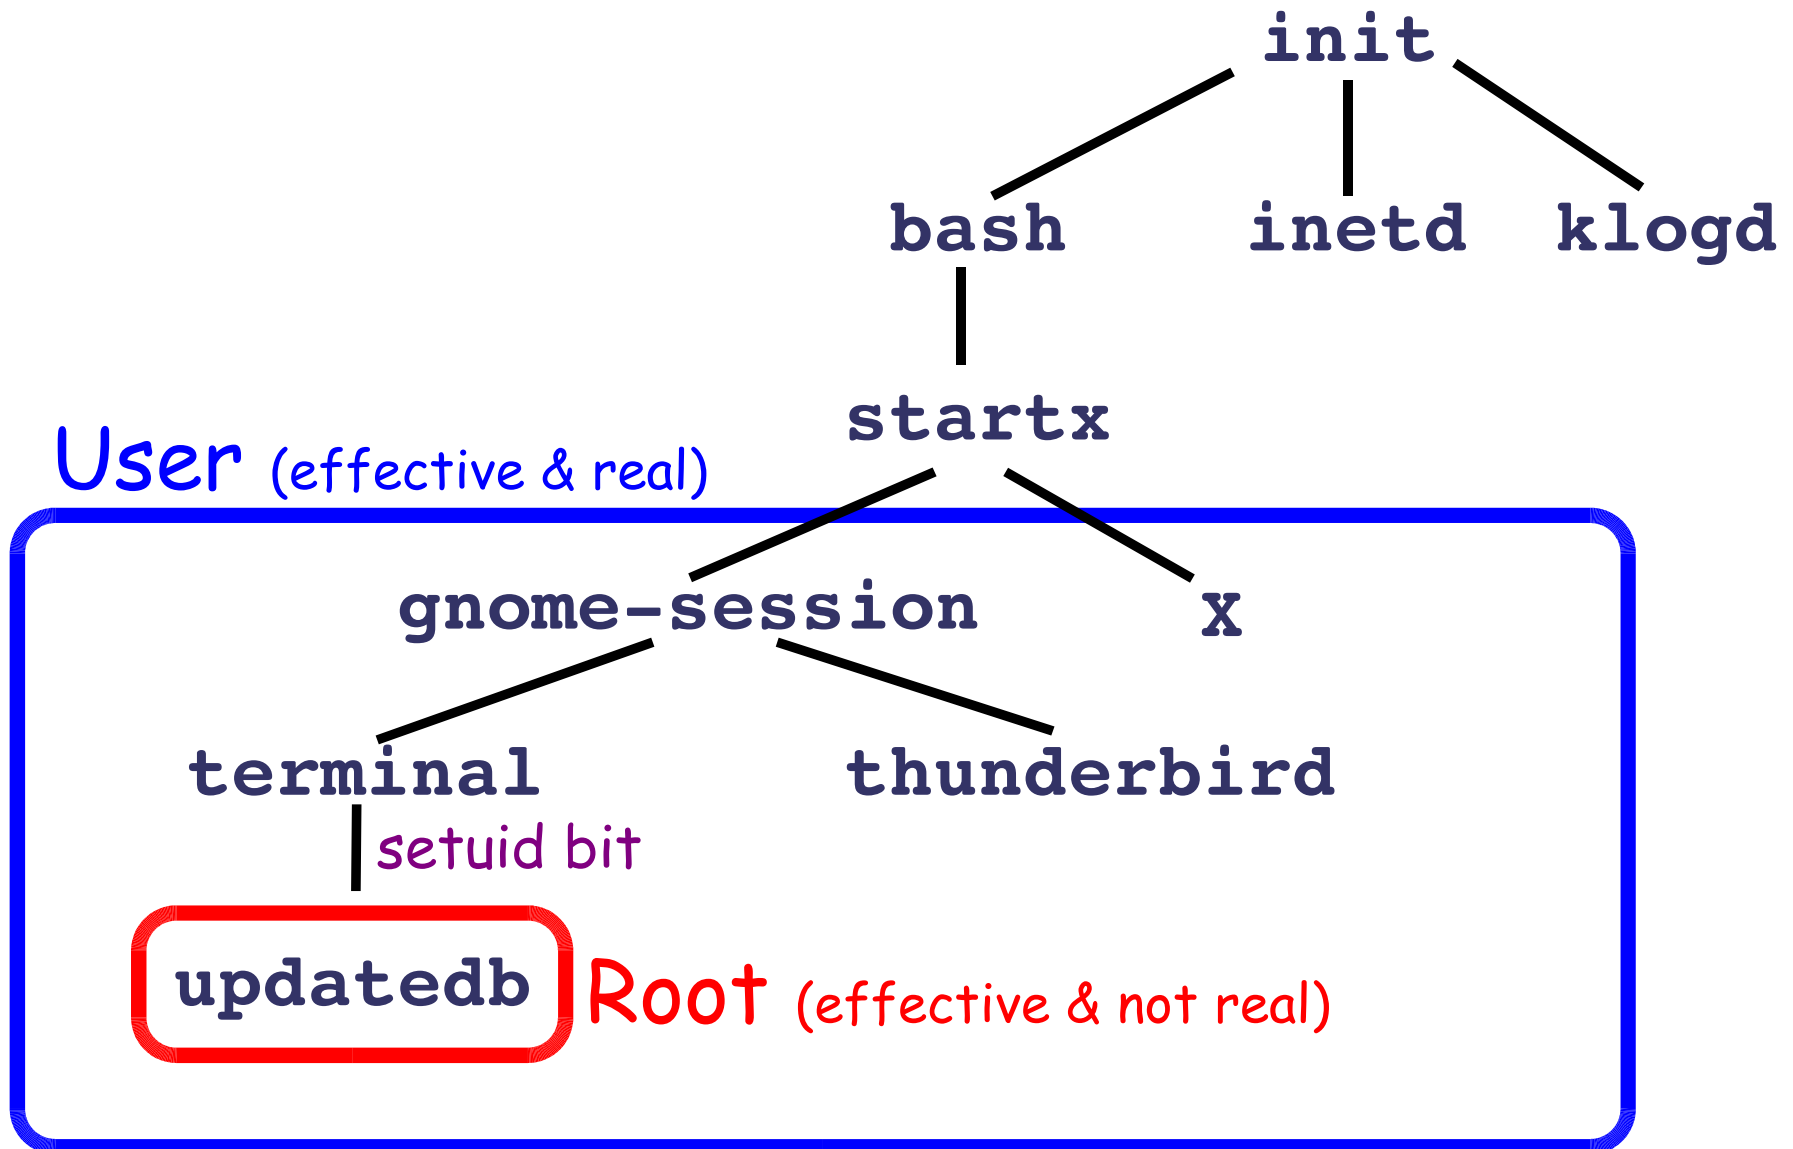 init
bash inetd klogd
startx
User (effective & real)
gnome-session X
terminal thunderbird
setuid bit
updatedb Root (effective & not real)